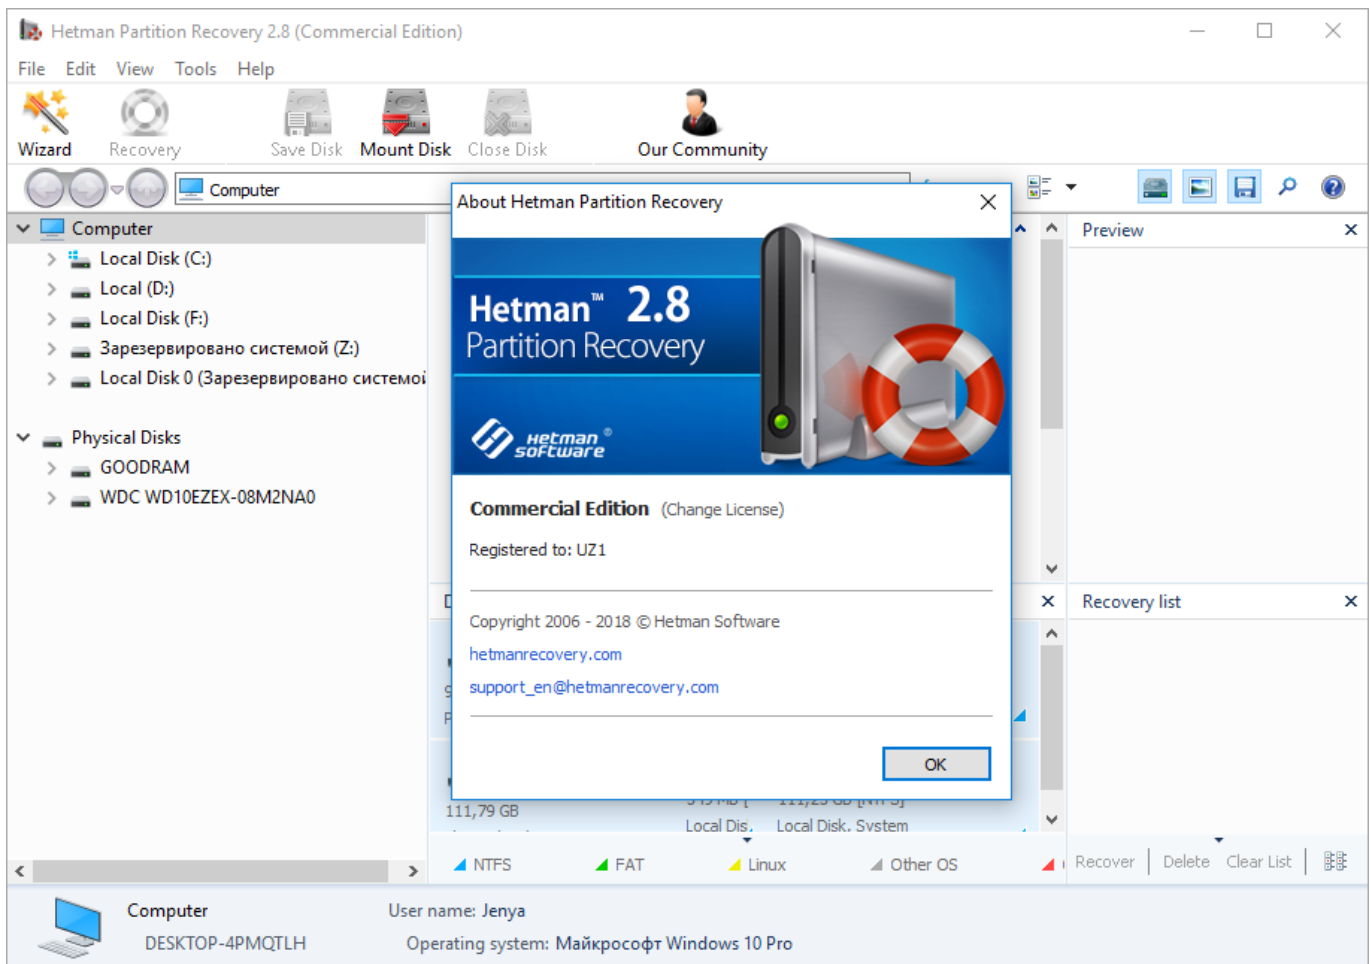 Hetman Partition Recovery 2.8 (Commercial Edition)
File Edit View Tools Help
Wizard Recovery Save Disk Mount Disk Close Disk Our Community
Computer
Computer
Local Disk (C:)
Local (D:)
Local Disk (F:)
Зарезервировано системой (Z:)
Local Disk 0 (Зарезервировано системой
Physical Disks
GOODRAM
WDC WD10EZEX-08M2NA0
About Hetman Partition Recovery
Hetman™ 2.8
Partition Recovery
Hetman ®
Software
Commercial Edition (Change License)
Registered to: UZ1
Copyright 2006 - 2018 © Hetman Software
hetmanrecovery.com
support_en@hetmanrecovery.com
OK
111,79 GB
111,23 GB [NTFS]
Local Dis. Local Disk. System
NTFS FAT Linux Other OS
Preview
Recovery list
Recover Delete Clear List
Computer User name: Jenya
DESKTOP-4PMQTLH Operating system: Майкрософт Windows 10 Pro